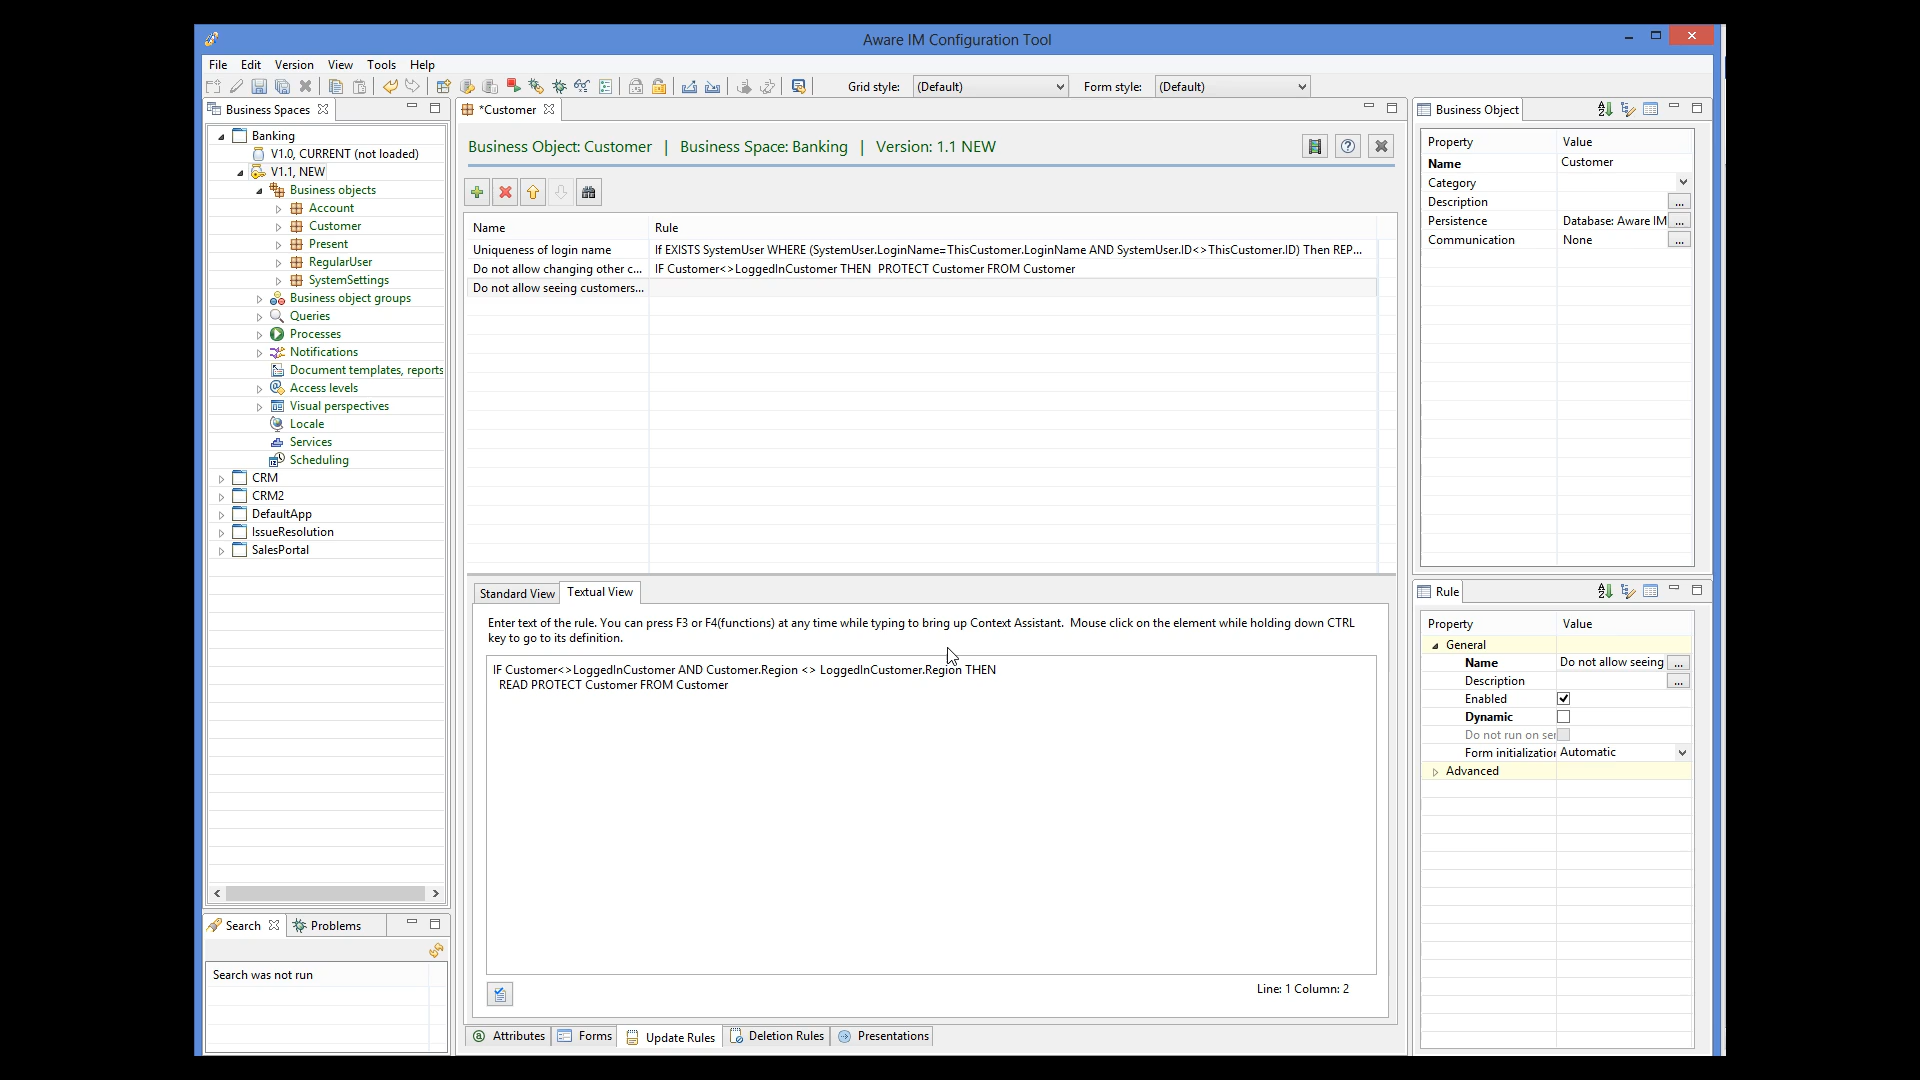 Aware IM Configuration Tool
File Edit Version View Tools Help
Grid style: (Default) Form style: (Default)
Business Spaces
Banking
V1.0, CURRENT (not loaded)
V1.1, NEW
Business objects
Account
Customer
Present
RegularUser
SystemSettings
Business object groups
Queries
Processes
Notifications
Document templates, reports
Access levels
Visual perspectives
Locale
Services
Scheduling
CRM
CRM2
DefaultApp
IssueResolution
SalesPortal
Search Problems
Search was not run
*Customer
Business Object: Customer | Business Space: Banking | Version: 1.1 NEW
Name Rule
Uniqueness of login name If EXISTS SystemUser WHERE (SystemUser.LoginName=ThisCustomer.LoginName AND SystemUser.ID<>ThisCustomer.ID) Then REP...
Do not allow changing other c... IF Customer<>LoggedInCustomer THEN PROTECT Customer FROM Customer
Do not allow seeing customers...
Standard View Textual View
Enter text of the rule. You can press F3 or F4(functions) at any time while typing to bring up Context Assistant. Mouse click on the element while holding down CTRL
key to go to its definition.
IF Customer<>LoggedInCustomer AND Customer.Region <> LoggedInCustomer.Region THEN
READ PROTECT Customer FROM Customer
Line: 1 Column: 2
Attributes Forms Update Rules Deletion Rules Presentations
Business Object
Property Value
Name Customer
Category
Description ...
Persistence Database: Aware IM ...
Communication None ...
Rule
Property Value
General
Name Do not allow seeing ...
Description ...
Enabled
Dynamic
Do not run on ser
Form initialization Automatic
Advanced